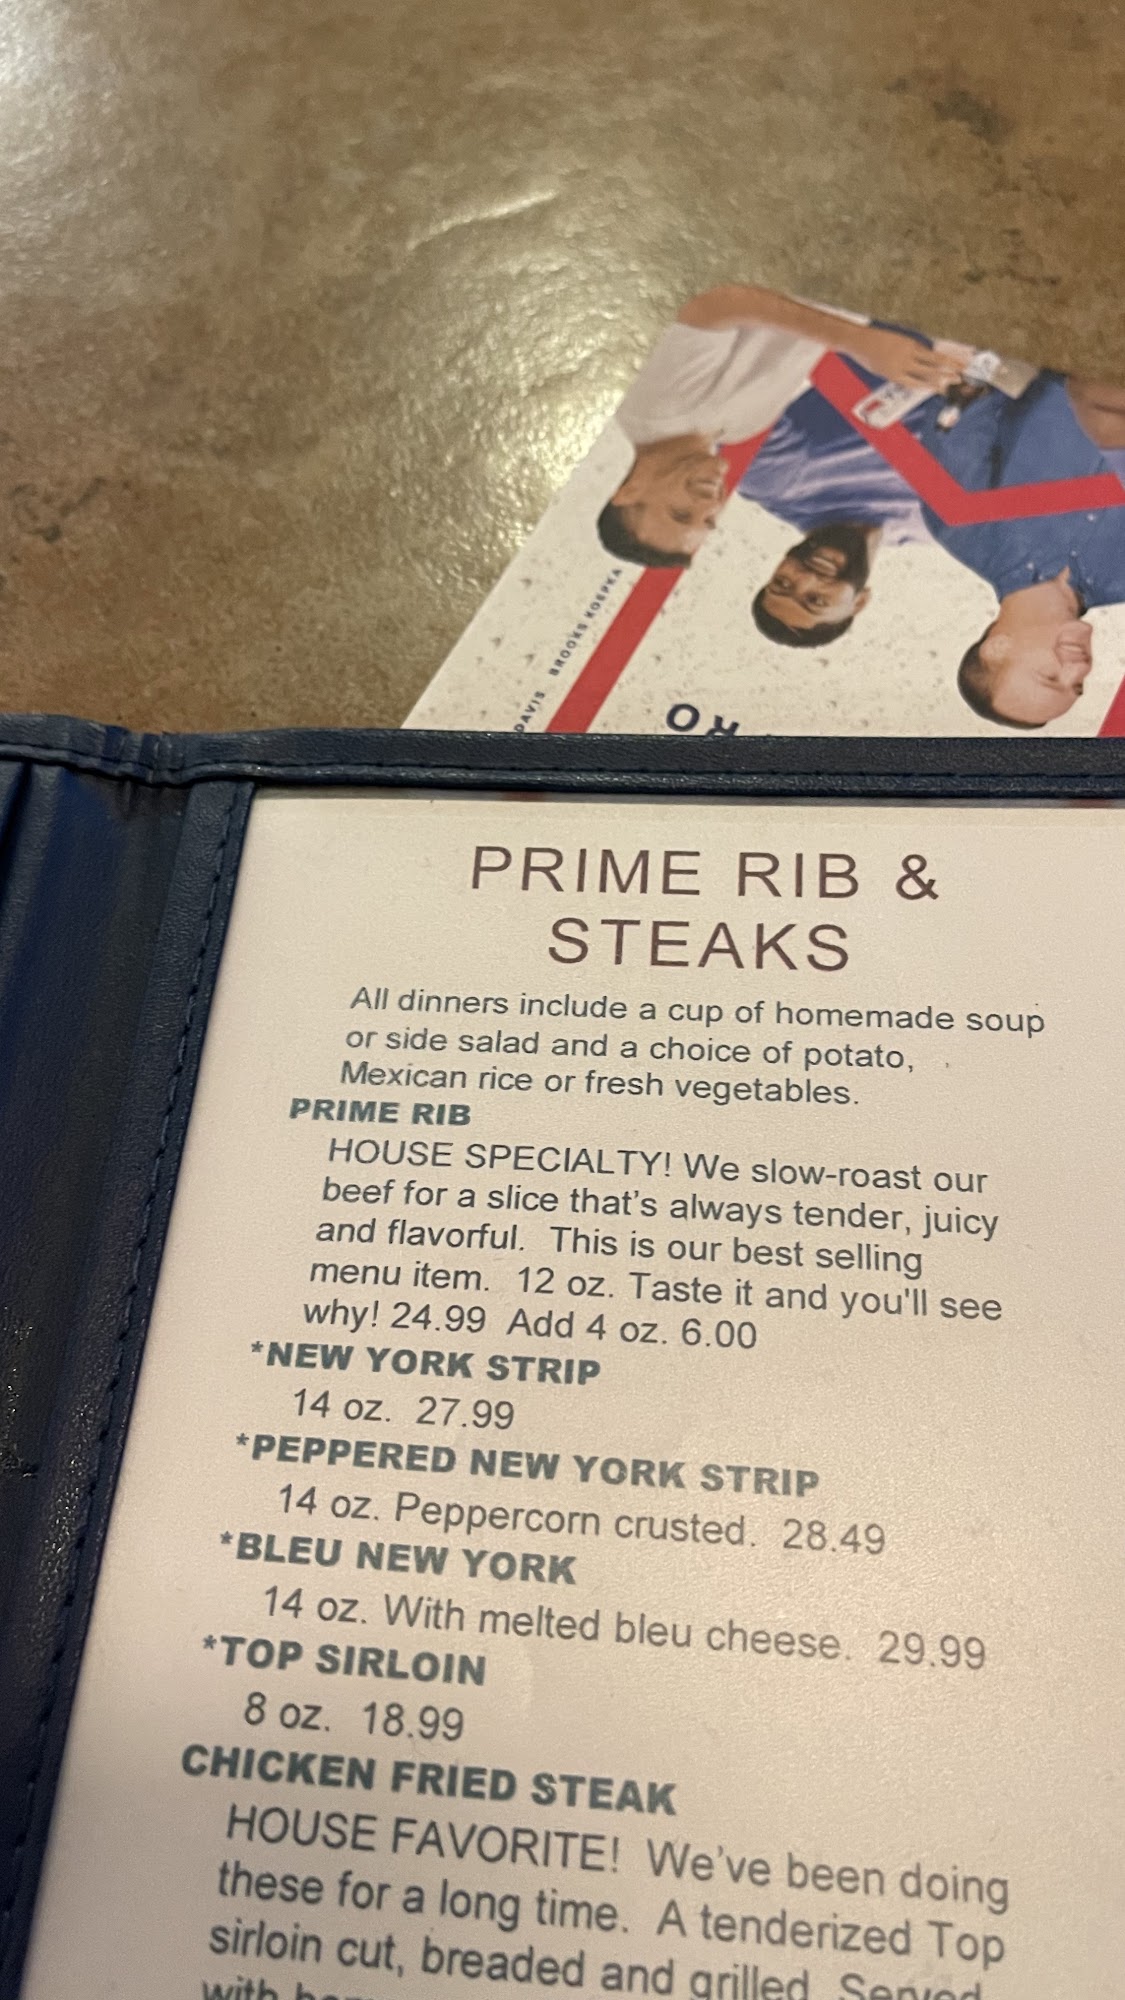 DAVIS BROOKS KOEPKA
PRIME RIB &
STEAKS
All dinners include a cup of homemade soup
or side salad and a choice of potato,
Mexican rice or fresh vegetables.
PRIME RIB
HOUSE SPECIALTY! We slow-roast our
beef for a slice that's always tender, juicy
and flavorful. This is our best selling
menu item. 12 oz. Taste it and you'll see
why! 24.99 Add 4 oz. 6.00
*NEW YORK STRIP
14 oz. 27.99
*PEPPERED NEW YORK STRIP
14 oz. Peppercorn crusted. 28.49
*BLEU NEW YORK
14 oz. With melted bleu cheese. 29.99
*TOP SIRLOIN
8 oz. 18.99
CHICKEN FRIED STEAK
HOUSE FAVORITE! We've been doing
these for a long time. A tenderized Top
sirloin cut, breaded and grilled. Served
with